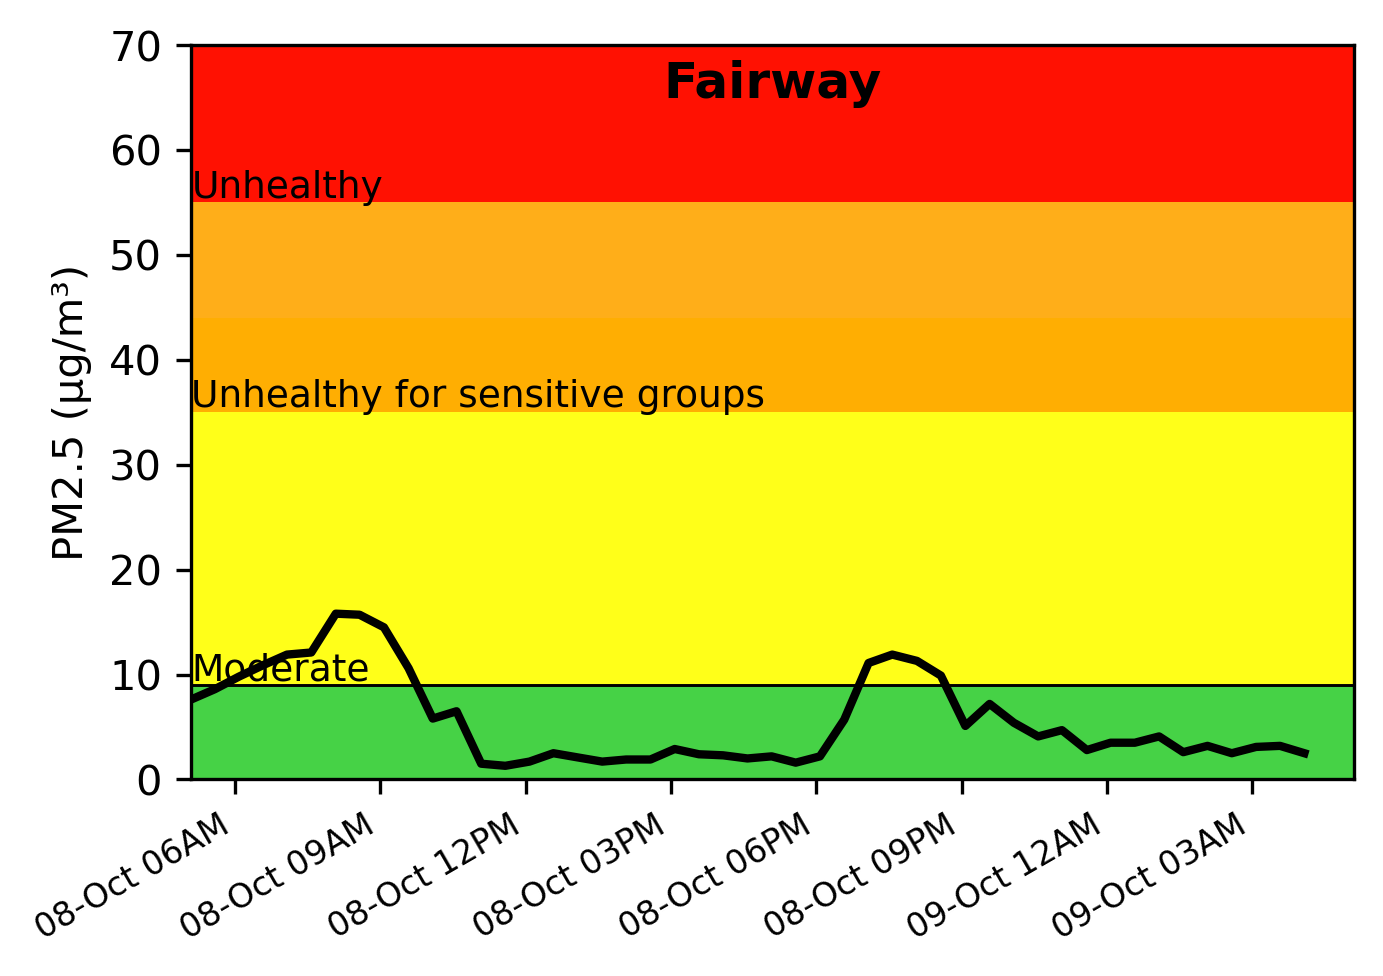 Fairway
70
60
50
40
30
20
10
0
PM2.5 (µg/m³)
Unhealthy
Unhealthy for sensitive groups
Moderate
08-Oct 06AM
08-Oct 09AM
08-Oct 12PM
08-Oct 03PM
08-Oct 06PM
08-Oct 09PM
09-Oct 12AM
09-Oct 03AM